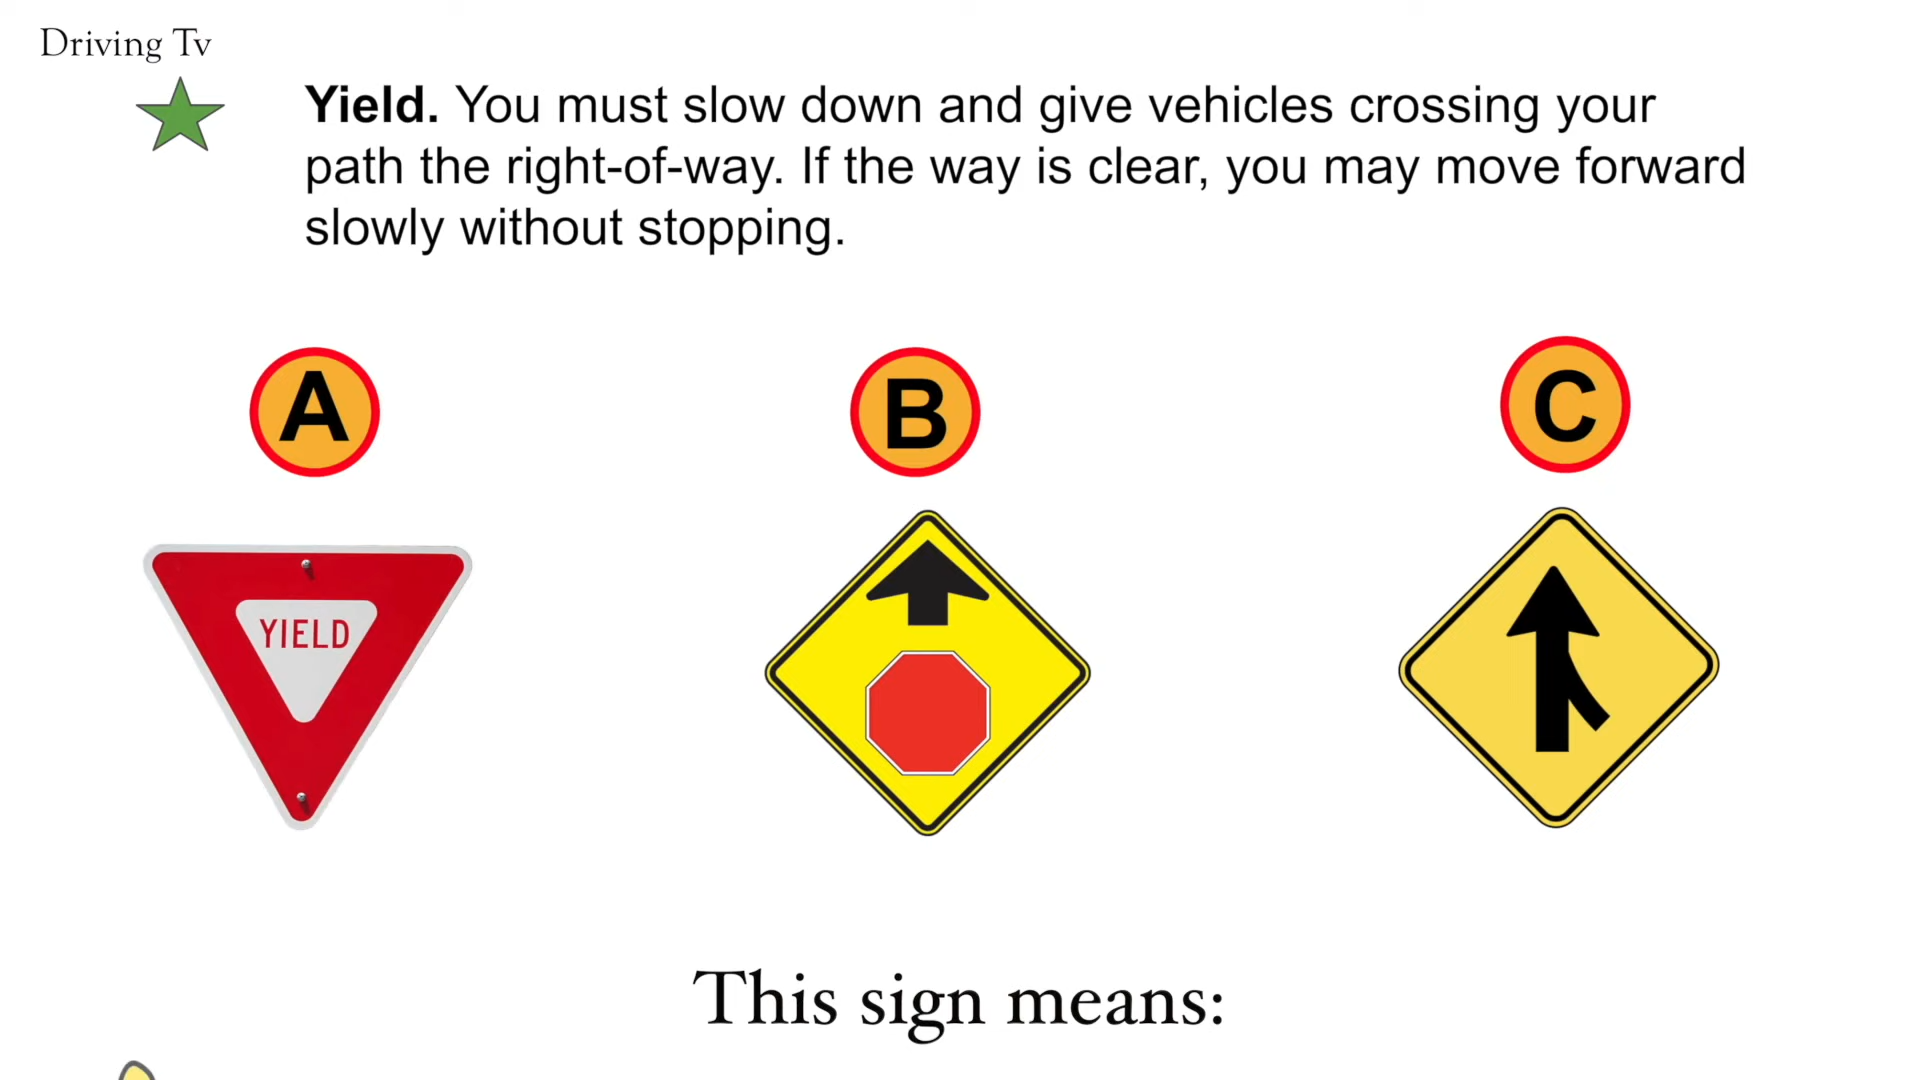 Driving Tv
Yield. You must slow down and give vehicles crossing your
path the right-of-way. If the way is clear, you may move forward
slowly without stopping.
A
B
C
YIELD
This sign means: